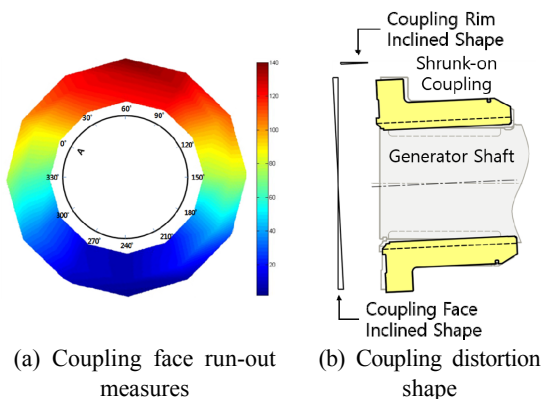 60˚
30˚
90˚
0˚
120˚
A
330˚
150˚
300˚
180˚
270˚
210˚
240˚
140
120
100
80
60
40
20
Coupling Rim
Inclined Shape
Shrunk-on
Coupling
Generator Shaft
Coupling Face
Inclined Shape
(a) Coupling face run-out
measures
(b) Coupling distortion
shape